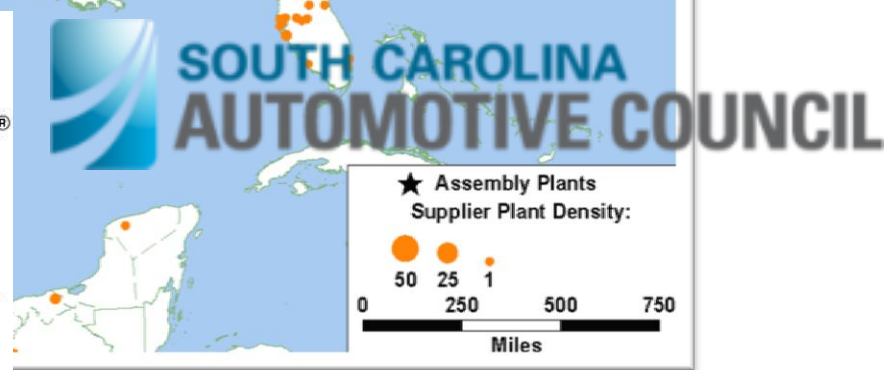 SOUTH CAROLINA
®
AUTOMOTIVE COUNCIL
Assembly Plants
Supplier Plant Density:
50 25 1
0 250 500 750
Miles